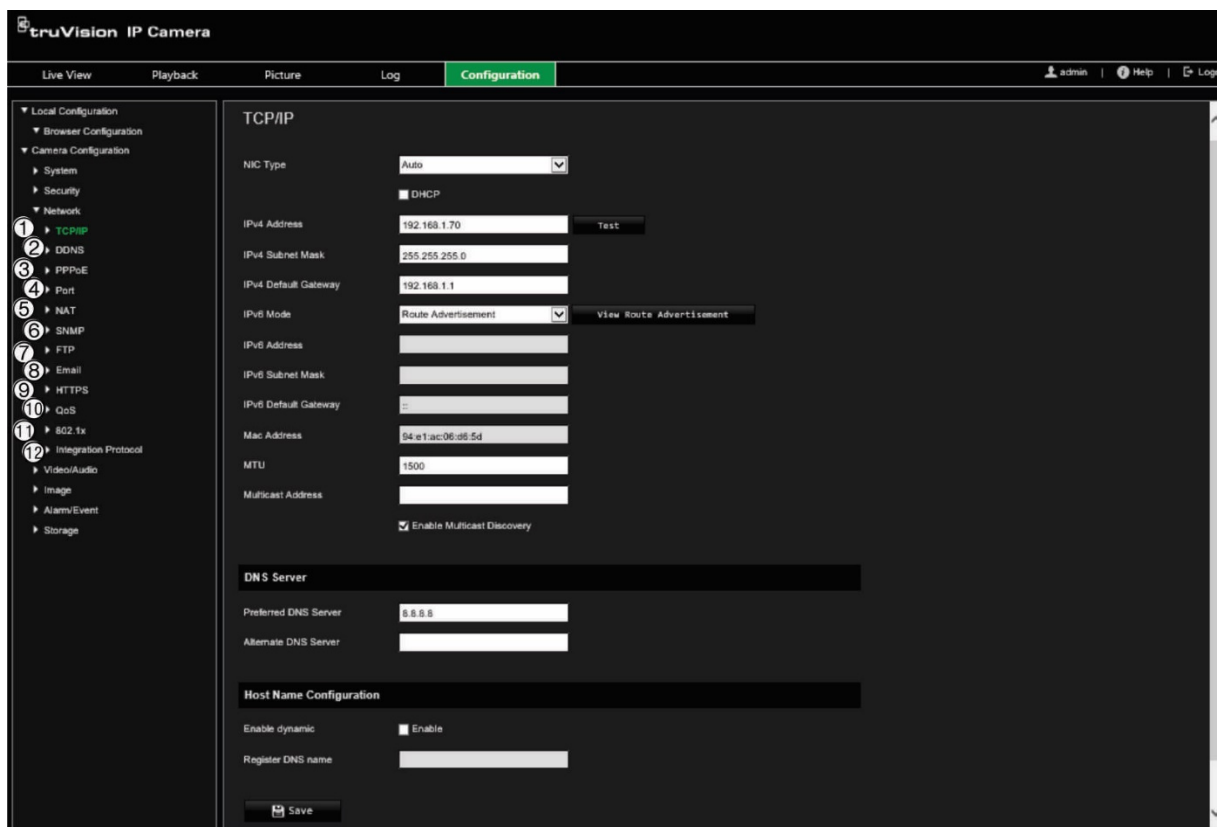 truVision IP Camera
Live View Playback Picture Log Configuration admin | Help | Log
▼ Local Configuration
▼ Browser Configuration
▼ Camera Configuration
▶ System
▶ Security
▼ Network
① ▶ TCP/IP
② ▶ DDNS
③ ▶ PPPoE
④ ▶ Port
⑤ ▶ NAT
⑥ ▶ SNMP
⑦ ▶ FTP
⑧ ▶ Email
⑨ ▶ HTTPS
⑩ ▶ QoS
⑪ ▶ 802.1x
⑫ ▶ Integration Protocol
▶ Video/Audio
▶ Image
▶ Alarm/Event
▶ Storage
TCP/IP
NIC Type Auto
DHCP
IPv4 Address 192.168.1.70 Test
IPv4 Subnet Mask 255.255.255.0
IPv4 Default Gateway 192.168.1.1
IPv6 Mode Route Advertisement View Route Advertisement
IPv6 Address
IPv6 Subnet Mask
IPv6 Default Gateway ::
Mac Address 94:e1:ac:06:d6:5d
MTU 1500
Multicast Address
Enable Multicast Discovery
DNS Server
Preferred DNS Server 8.8.8.8
Alternate DNS Server
Host Name Configuration
Enable dynamic Enable
Register DNS name
Save